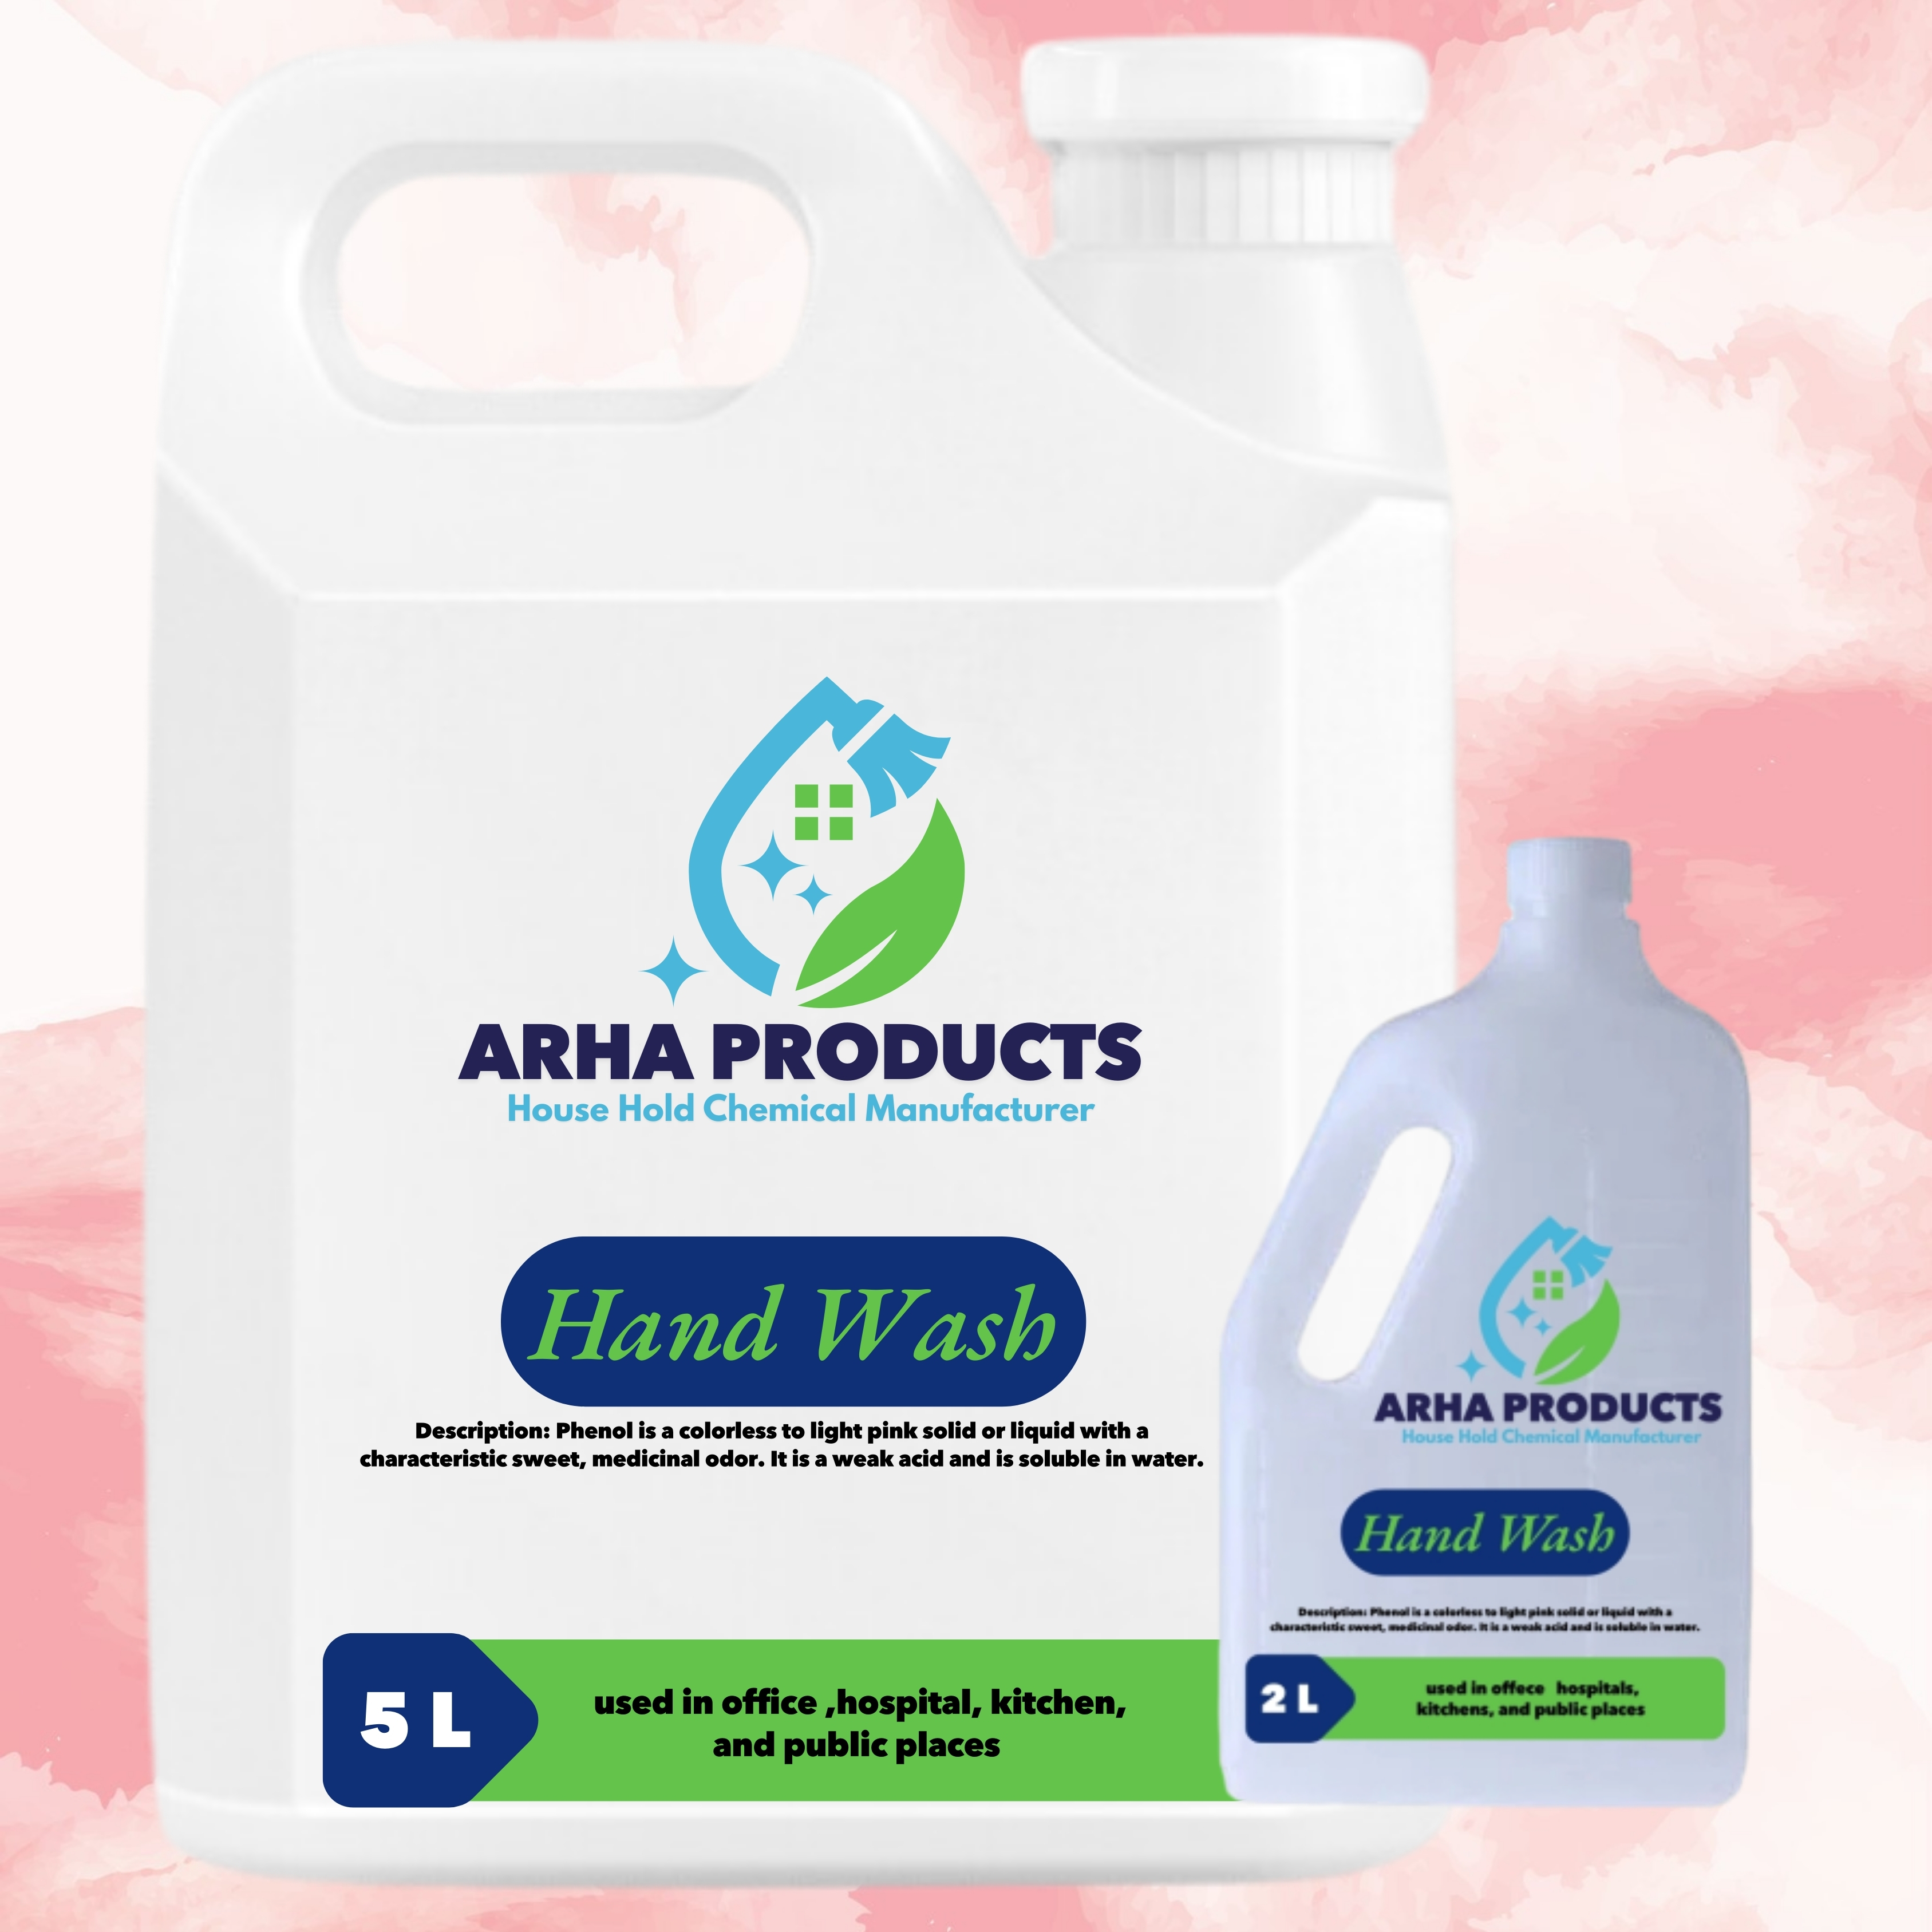 ARHA PRODUCTS
House Hold Chemical Manufacturer
Hand Wash
Description: Phenol is a colorless to light pink solid or liquid with a
characteristic sweet, medicinal odor. It is a weak acid and is soluble in water.
5 L
used in office ,hospital, kitchen,
and public places
ARHA PRODUCTS
House Hold Chemical Manufacturer
Hand Wash
Description: Phenol is a colorless to light pink solid or liquid with a
characteristic sweet, medicinal odor. It is a weak acid and is soluble in water.
2 L
used in offece hospitals,
kitchens, and public places